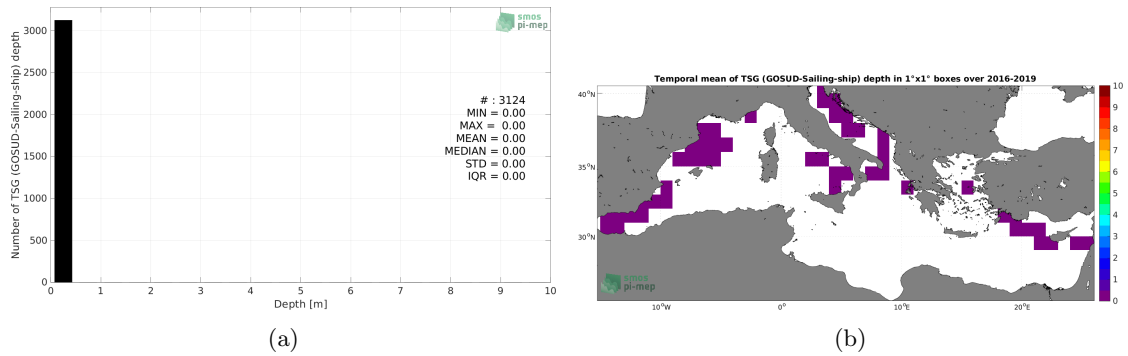 3000
2500
2000
1500
1000
500
0
Number of TSG (GOSUD-Sailing-ship) depth
smos
pi-mep
# : 3124
MIN = 0.00
MAX = 0.00
MEAN = 0.00
MEDIAN = 0.00
STD = 0.00
IQR = 0.00
0 1 2 3 4 5 6 7 8 9 10
Depth [m]
(a)
Temporal mean of TSG (GOSUD-Sailing-ship) depth in 1°x1° boxes over 2016-2019
40°N
35°N
30°N
10°W 0° 10°E 20°E
smos
pi-mep
10
9
8
7
6
5
4
3
2
1
0
(b)